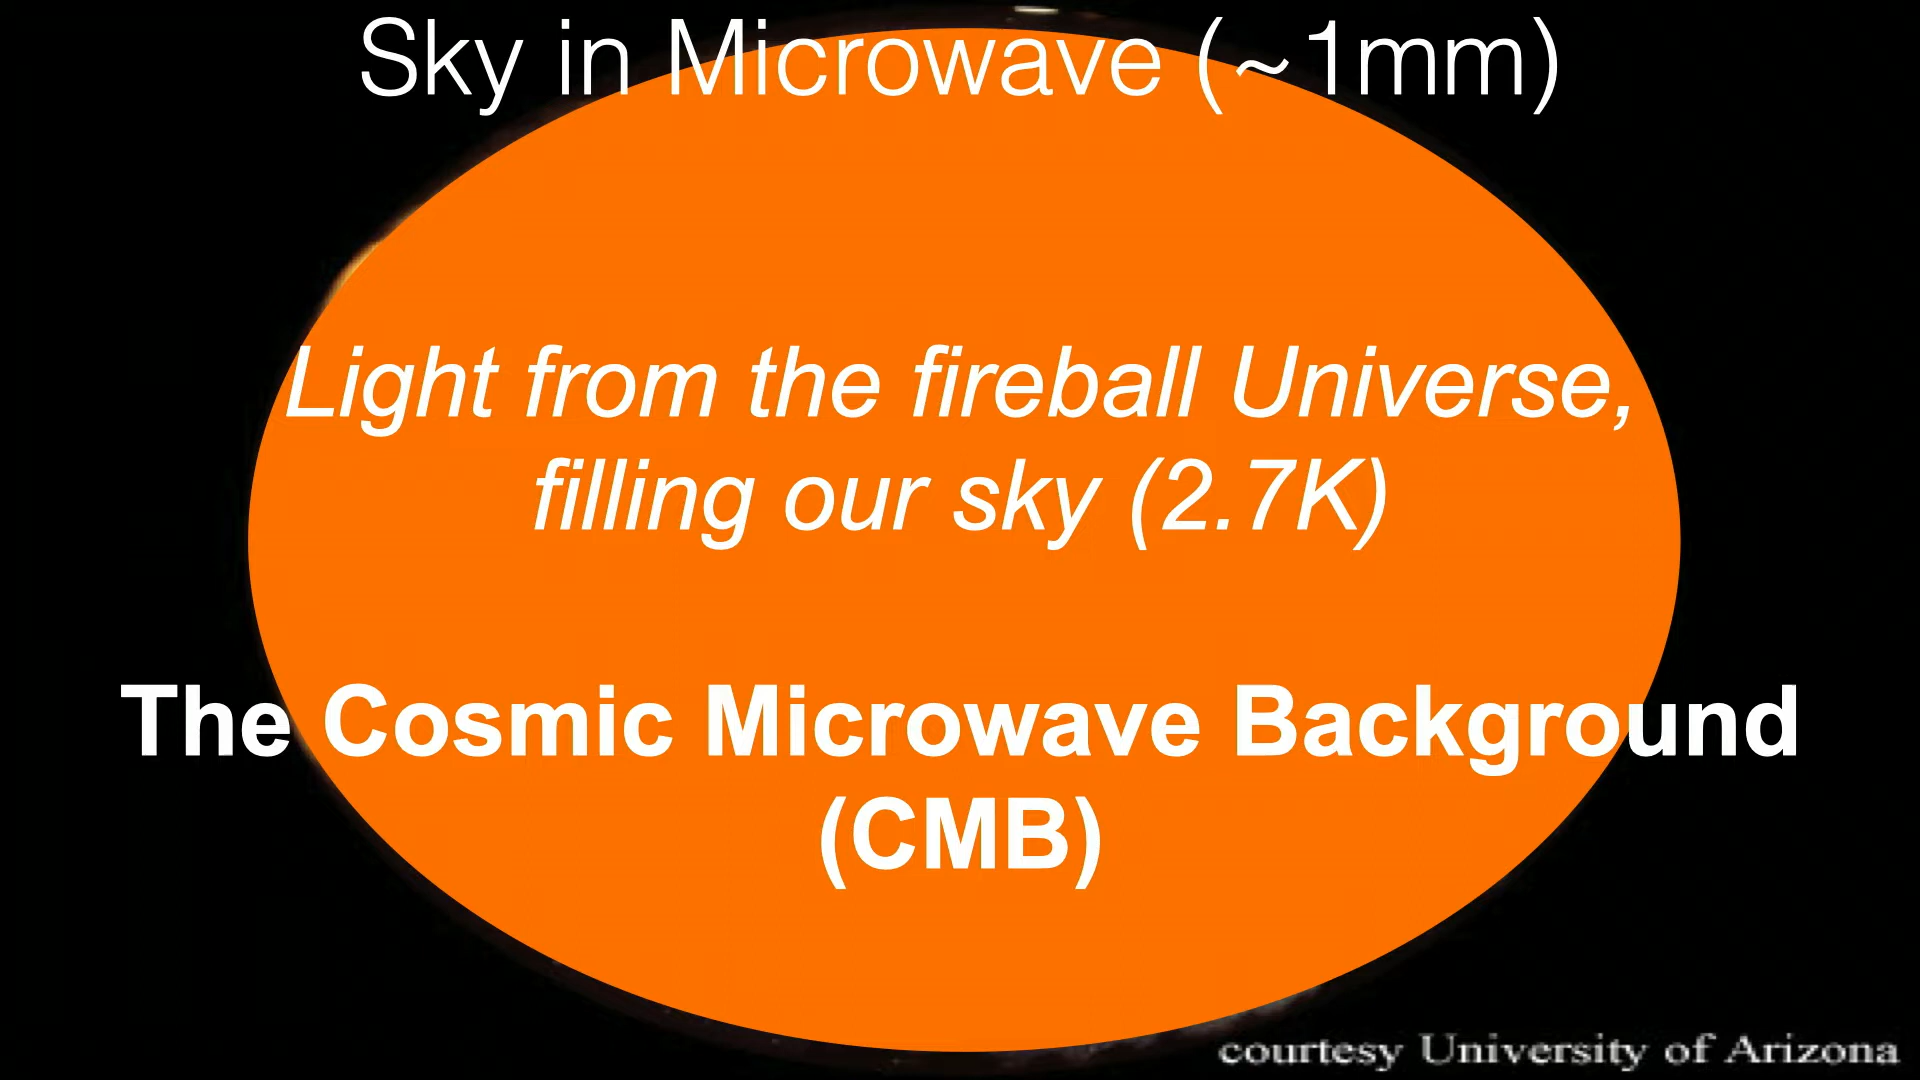 Sky in Microwave (~1mm)
Light from the fireball Universe,
filling our sky (2.7K)
The Cosmic Microwave Background
(CMB)
courtesy University of Arizona